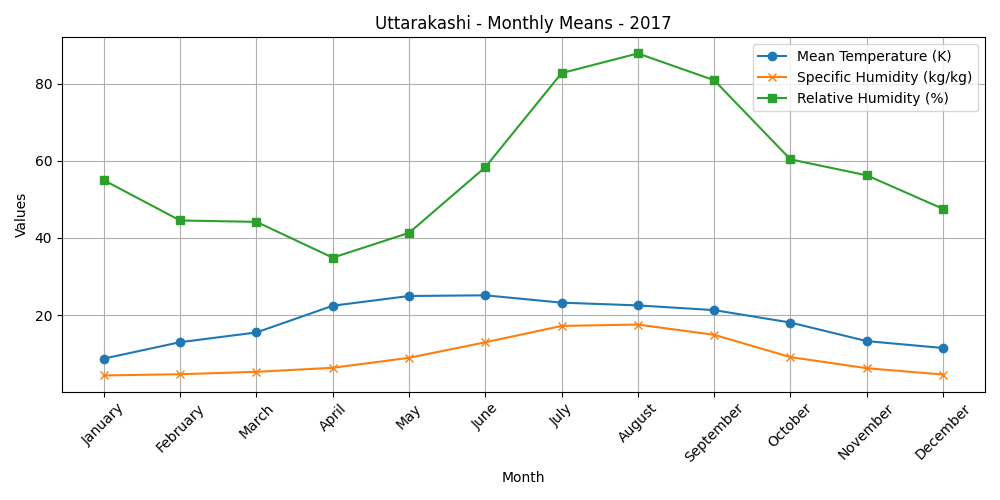 Uttarakashi - Monthly Means - 2017
Mean Temperature (K)
Specific Humidity (kg/kg)
Relative Humidity (%)
Values
80
60
40
20
January
February
March
April
May
June
July
August
September
October
November
December
Month